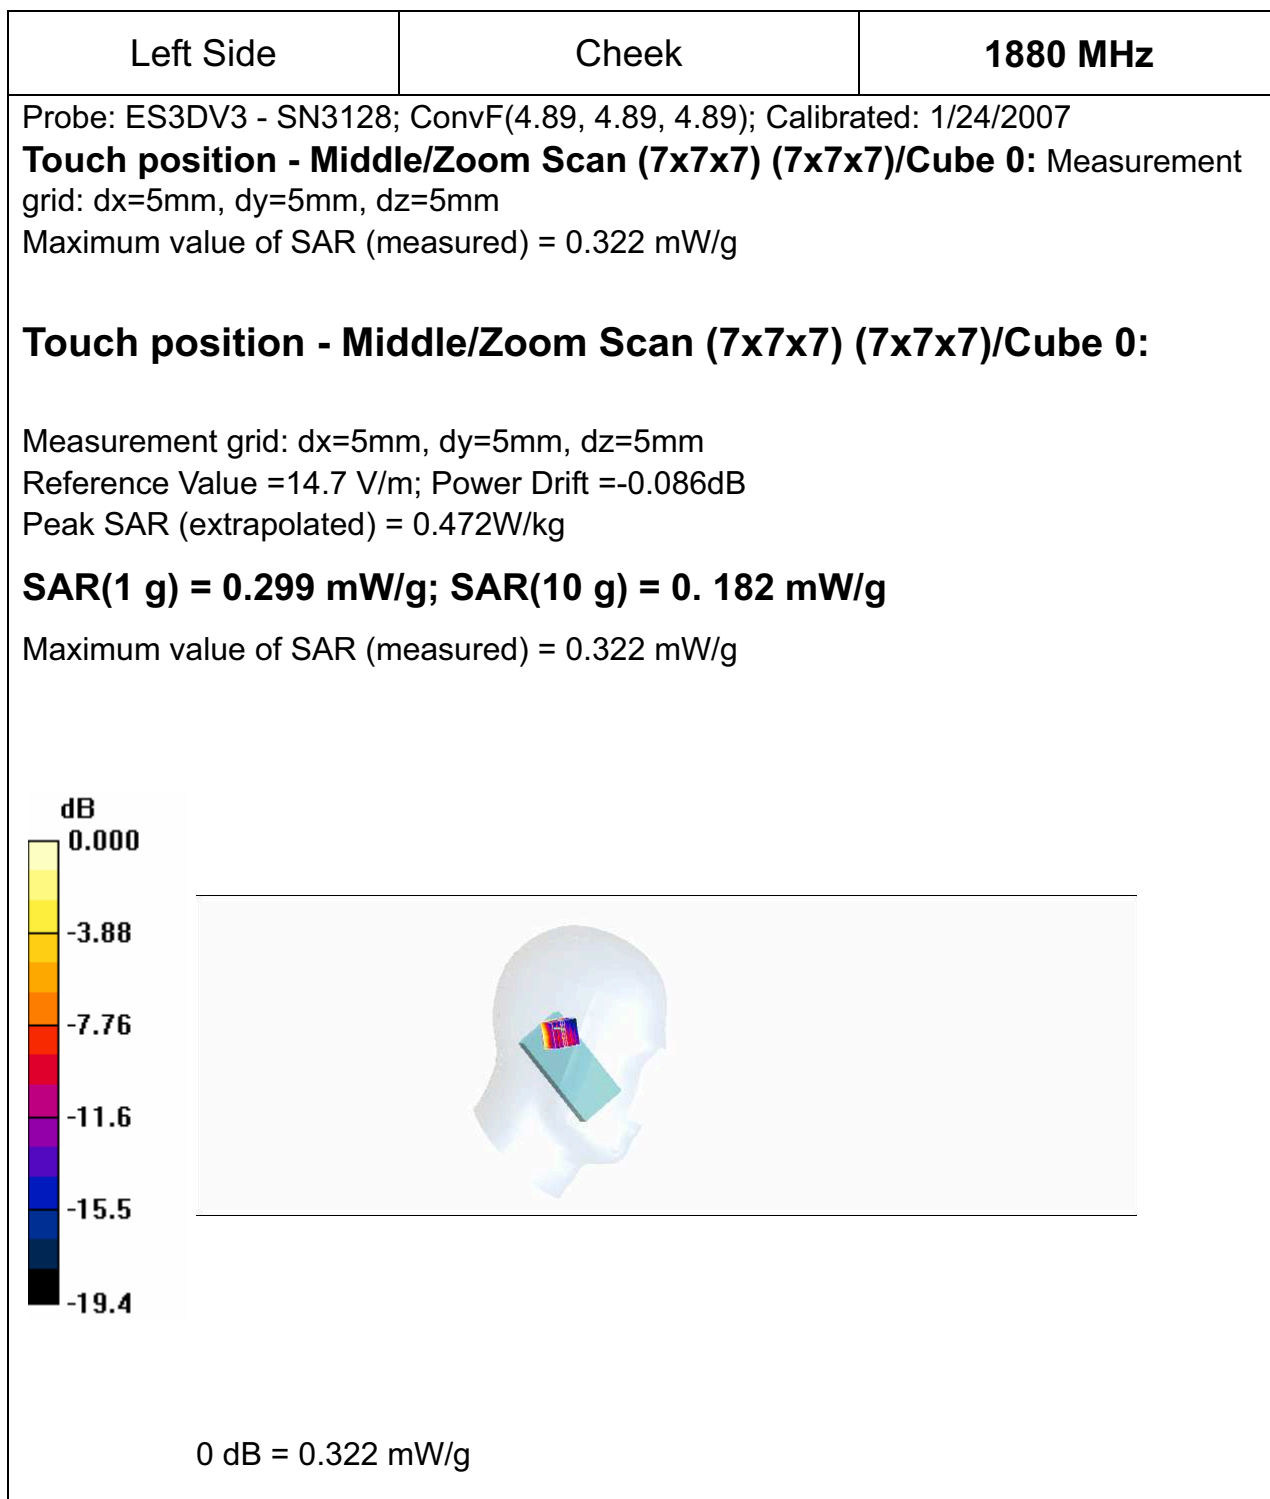 Left Side Cheek 1880 MHz
Probe: ES3DV3 - SN3128; ConvF(4.89, 4.89, 4.89); Calibrated: 1/24/2007
Touch position - Middle/Zoom Scan (7x7x7) (7x7x7)/Cube 0: Measurement
grid: dx=5mm, dy=5mm, dz=5mm
Maximum value of SAR (measured) = 0.322 mW/g
Touch position - Middle/Zoom Scan (7x7x7) (7x7x7)/Cube 0:
Measurement grid: dx=5mm, dy=5mm, dz=5mm
Reference Value =14.7 V/m; Power Drift =-0.086dB
Peak SAR (extrapolated) = 0.472W/kg
SAR(1 g) = 0.299 mW/g; SAR(10 g) = 0. 182 mW/g
Maximum value of SAR (measured) = 0.322 mW/g
dB
0.000
-3.88
-7.76
-11.6
-15.5
-19.4
0 dB = 0.322 mW/g